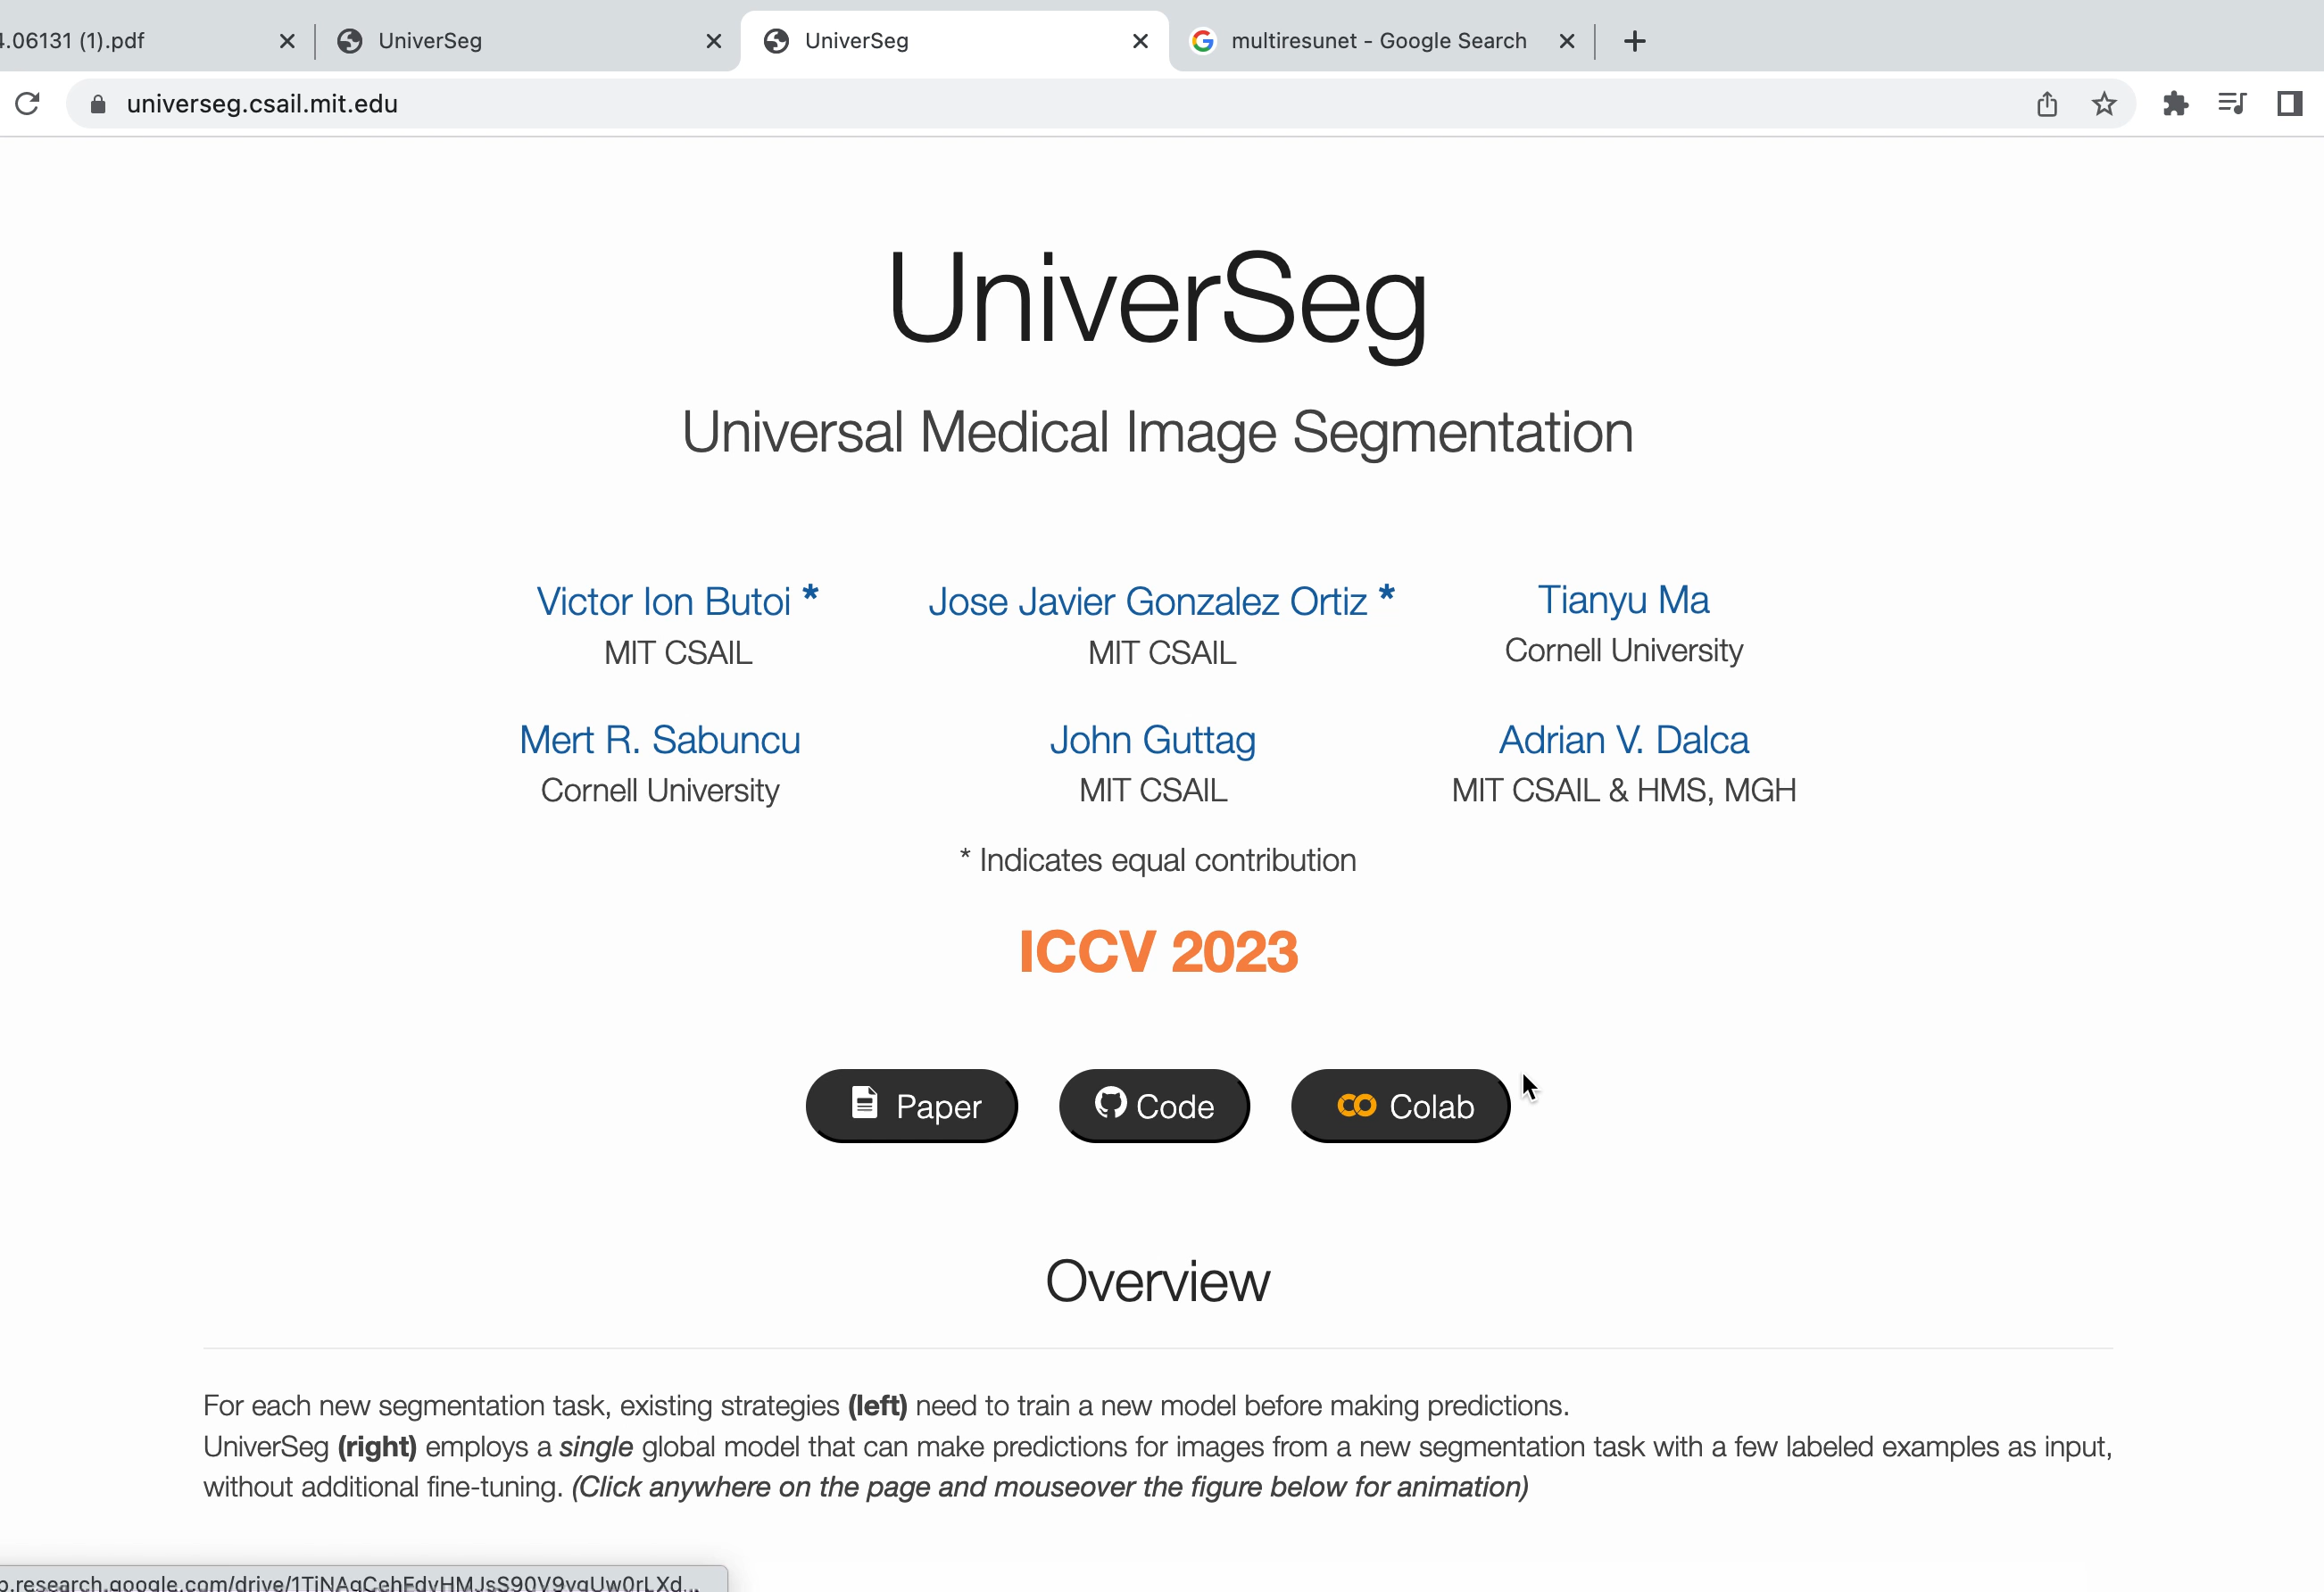 4.06131 (1).pdf
UniverSeg
UniverSeg
multiresunet - Google Search
universeg.csail.mit.edu
UniverSeg
Universal Medical Image Segmentation
Victor Ion Butoi * Jose Javier Gonzalez Ortiz * Tianyu Ma
MIT CSAIL MIT CSAIL Cornell University
Mert R. Sabuncu John Guttag Adrian V. Dalca
Cornell University MIT CSAIL MIT CSAIL & HMS, MGH
* Indicates equal contribution
ICCV 2023
Paper Code Colab
Overview
For each new segmentation task, existing strategies (left) need to train a new model before making predictions.
UniverSeg (right) employs a single global model that can make predictions for images from a new segmentation task with a few labeled examples as input,
without additional fine-tuning. (Click anywhere on the page and mouseover the figure below for animation)